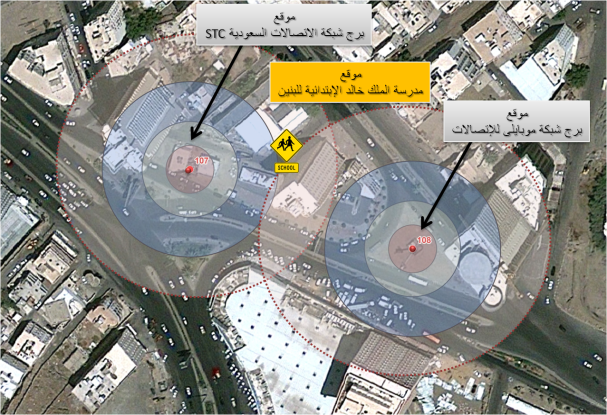 موقع
برج شبكة الاتصالات السعودية STC
موقع
مدرسة الملك خالد الإبتدائية للبنين
موقع
برج شبكة موبايلي للإتصالات
SCHOOL
107
108